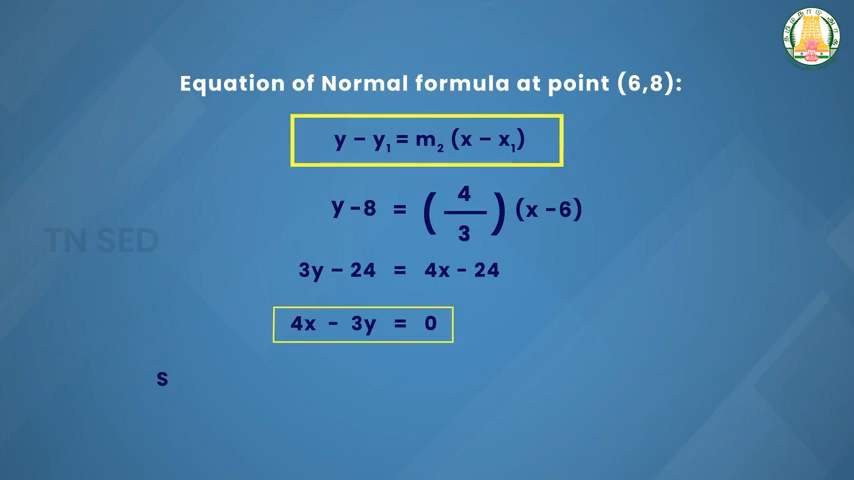 Equation of Normal formula at point (6,8):
y – y₁ = m₂ (x – x₁)
y -8 = ( 4/3 ) (x -6)
3y – 24 = 4x - 24
TN SED
4x - 3y = 0
S